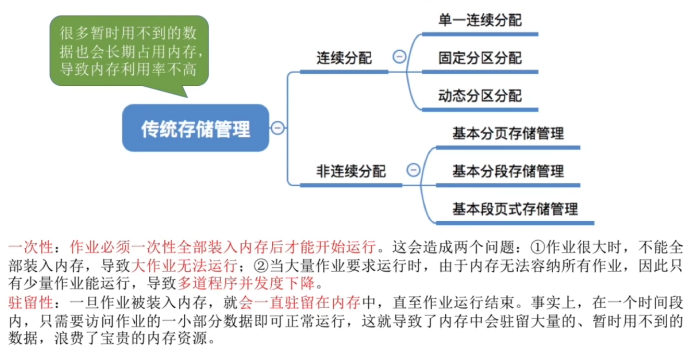 很多暂时用不到的数
据也会长期占用内存，
导致内存利用率不高
传统存储管理
连续分配
单一连续分配
固定分区分配
动态分区分配
非连续分配
基本分页存储管理
基本分段存储管理
基本段页式存储管理
一次性：作业必须一次性全部装入内存后才能开始运行。这会造成两个问题：①作业很大时，不能全
部装入内存，导致大作业无法运行；②当大量作业要求运行时，由于内存无法容纳所有作业，因此只
有少量作业能运行，导致多道程序并发度下降。
驻留性：一旦作业被装入内存，就会一直驻留在内存中，直至作业运行结束。事实上，在一个时间段
内，只需要访问作业的一小部分数据即可正常运行，这就导致了内存中会驻留大量的、暂时用不到的
数据，浪费了宝贵的内存资源。